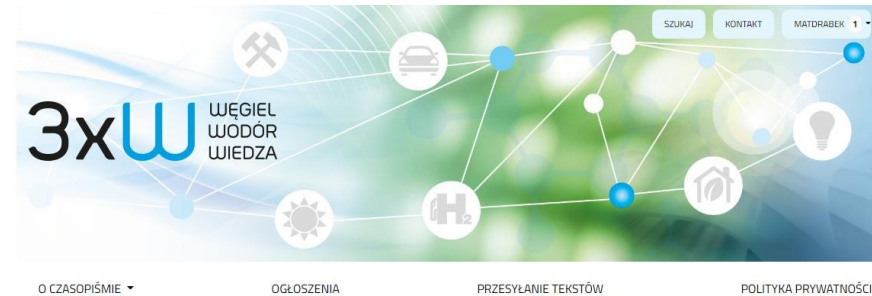 SZUKAJ KONTAKT MATDRABEK 1
3xW WĘGIEL
WODÓR
WIEDZA
H2
O CZASOPIŚMIE OGŁOSZENIA PRZESYŁANIE TEKSTÓW POLITYKA PRYWATNOŚCI